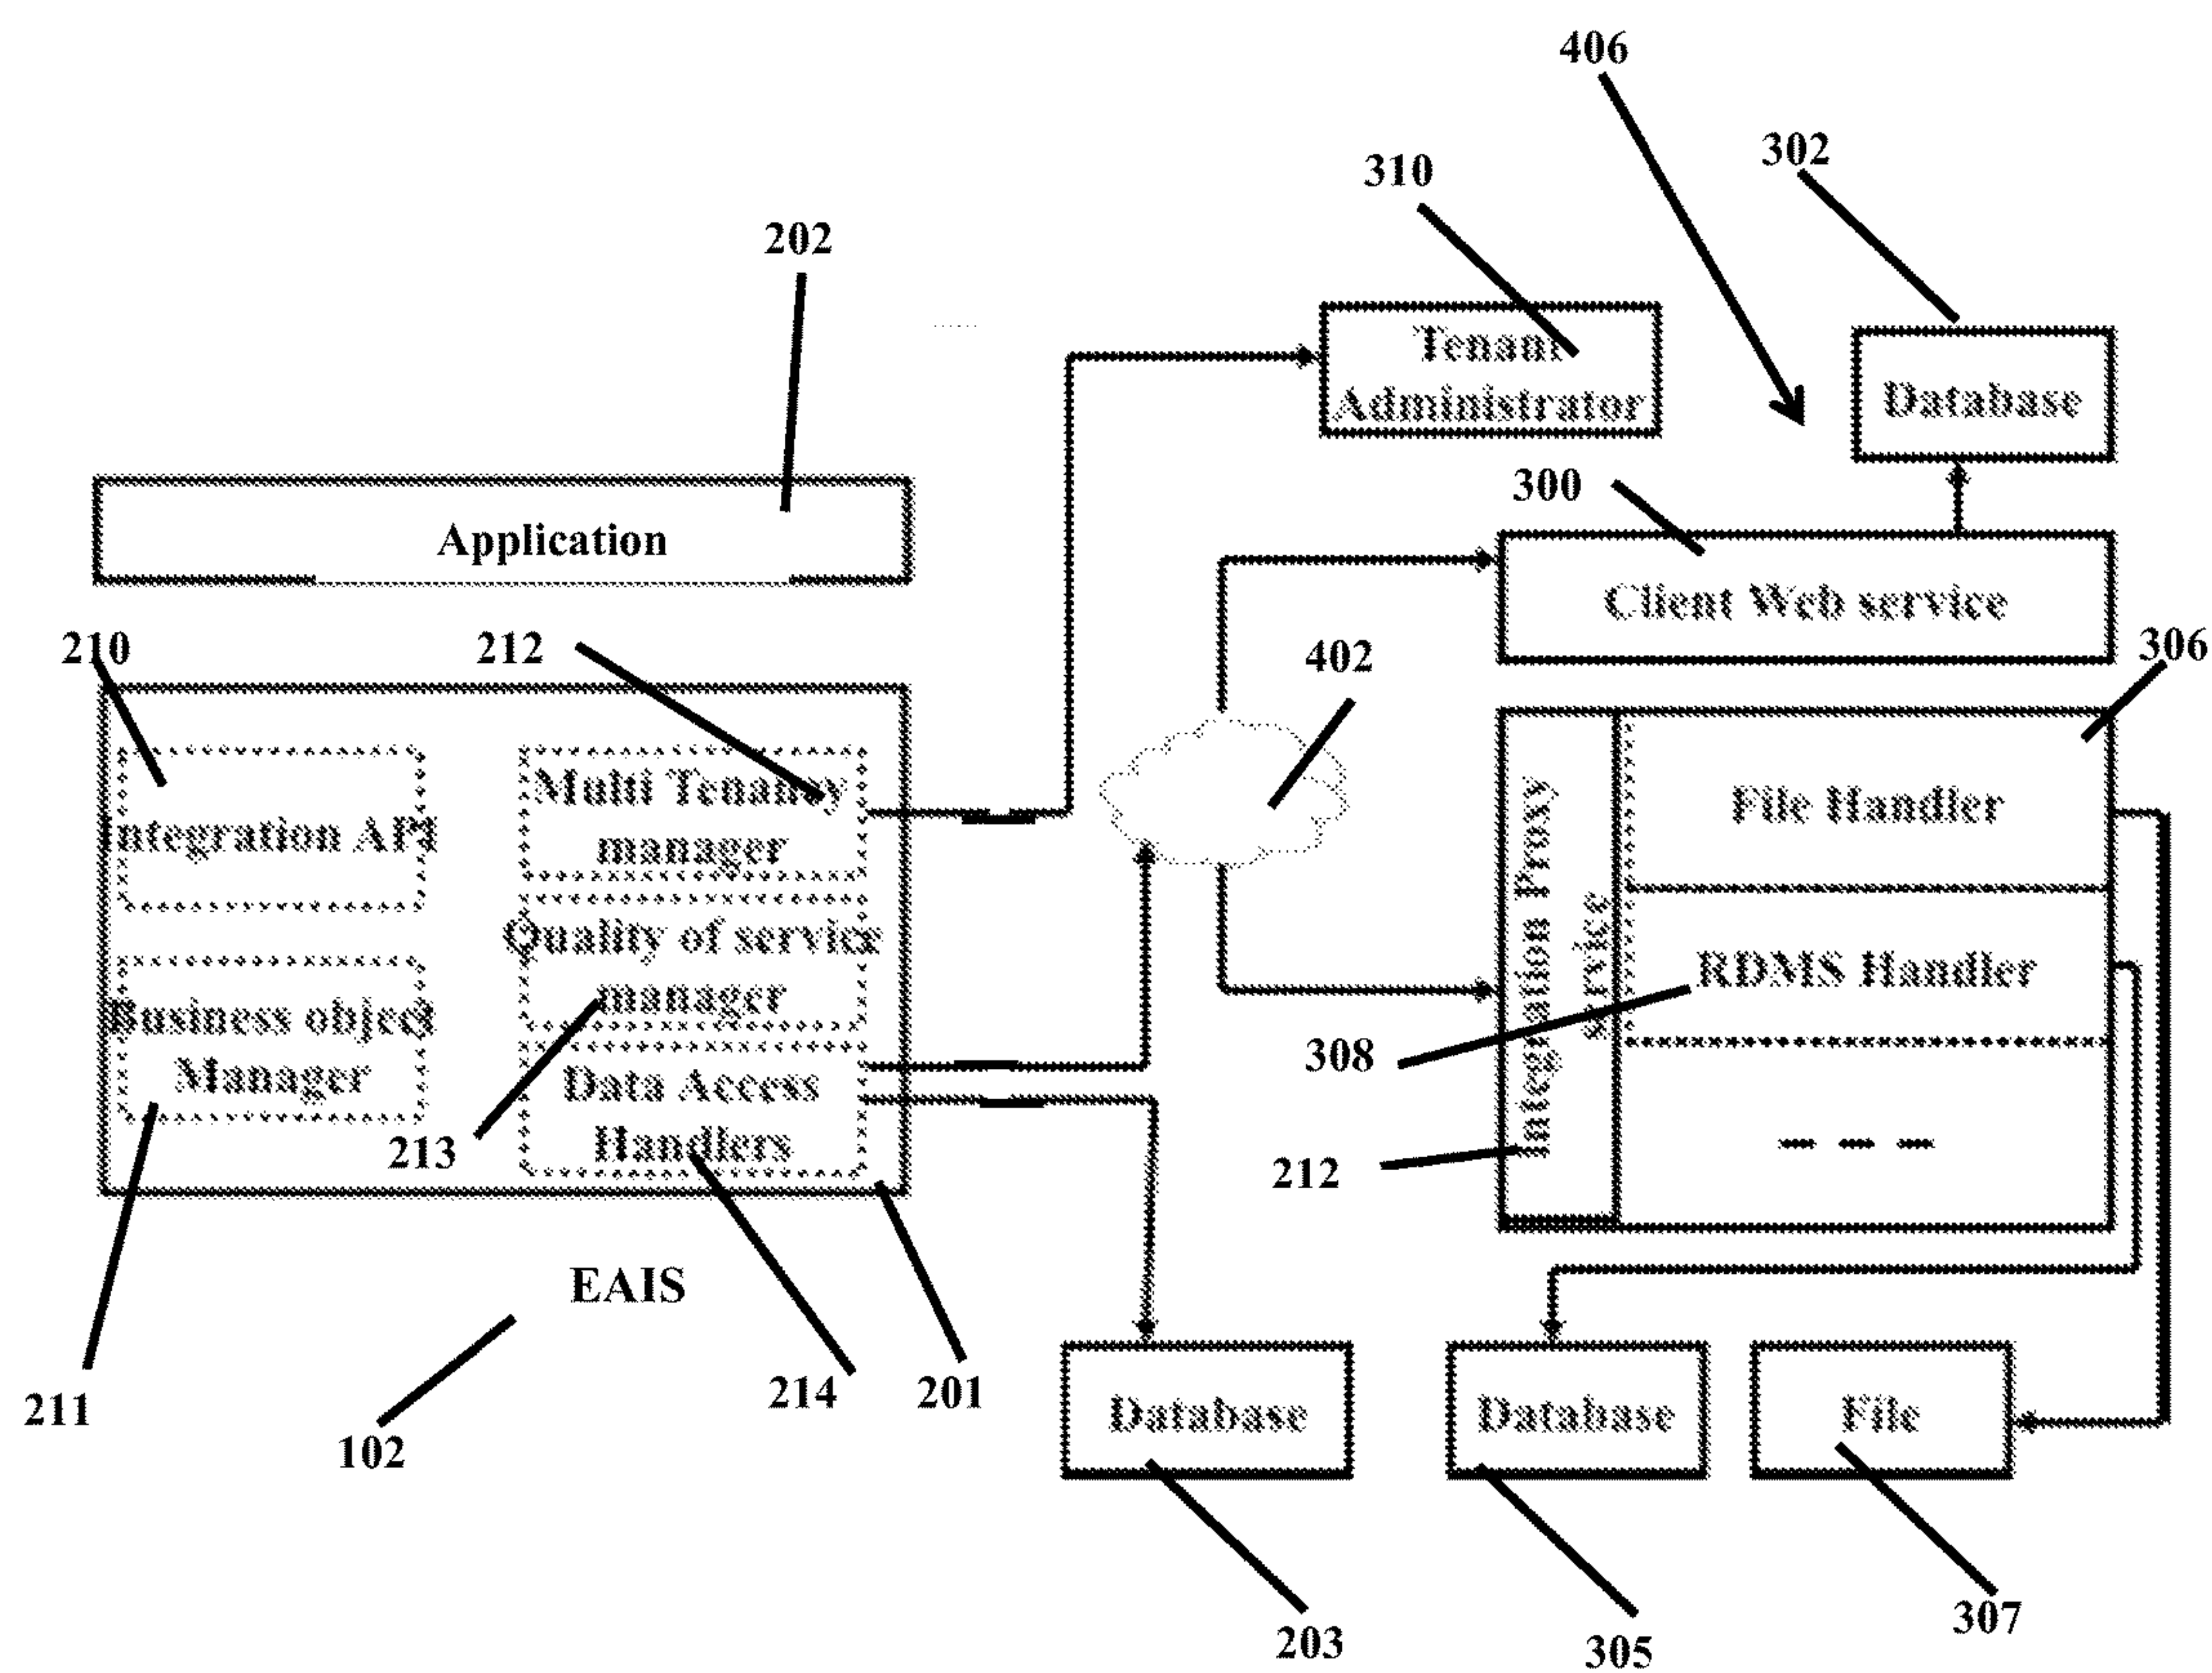 406
302
310
202
Tenant
Administrator
Database
300
Application
Client Web service
210
212
402
306
Multi Tenancy
manager
Integration API
File Handler
Integration Proxy
service
Quality of service
manager
RDMS Handler
Business object
Manager
308
Data Access
Handlers
213
212
EAIS
214
201
211
102
Database
Database
File
203
305
307